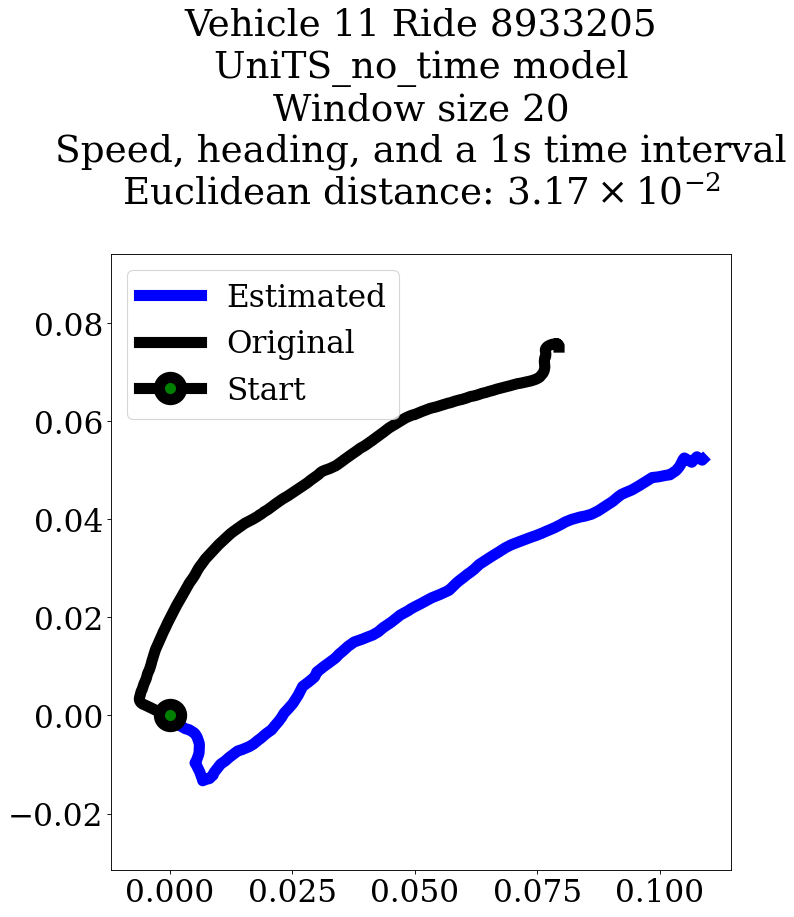 Vehicle 11 Ride 8933205
UniTS_no_time model
Window size 20
Speed, heading, and a 1s time interval
Euclidean distance: 3.17 × 10⁻²
Estimated
Original
Start
0.08
0.06
0.04
0.02
0.00
−0.02
0.000 0.025 0.050 0.075 0.100